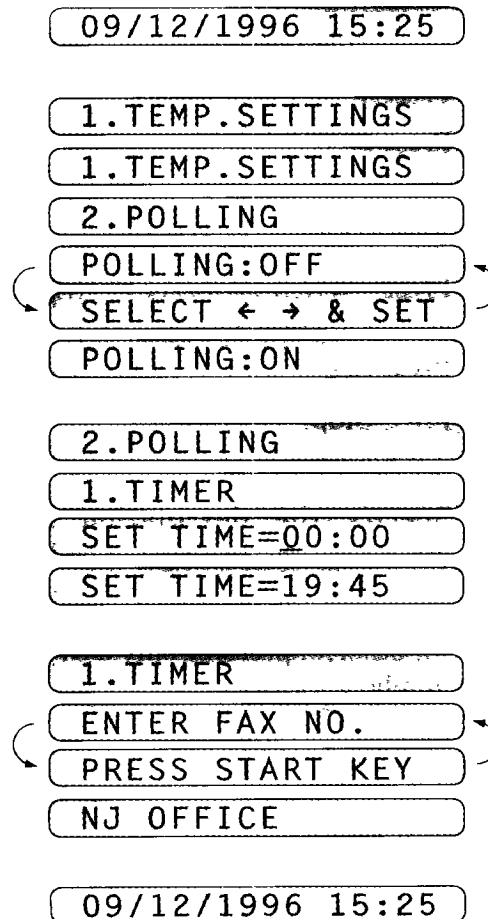 09/12/1996 15:25
1.TEMP.SETTINGS
1.TEMP.SETTINGS
2.POLLING
POLLING:OFF
SELECT ← → & SET
POLLING:ON
2.POLLING
1.TIMER
SET TIME=00:00
SET TIME=19:45
1.TIMER
ENTER FAX NO.
PRESS START KEY
NJ OFFICE
09/12/1996 15:25